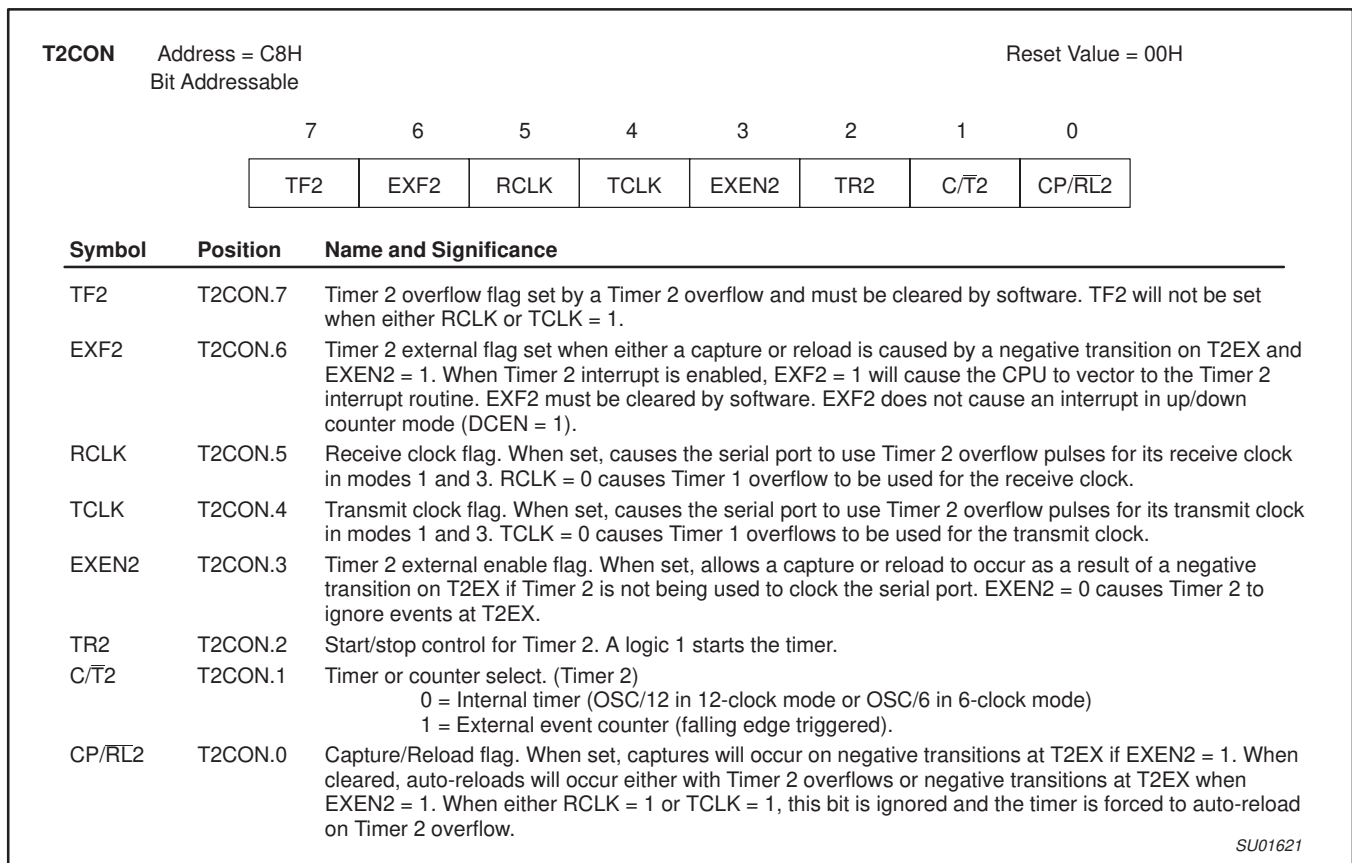 T2CON Address = C8H Reset Value = 00H
Bit Addressable
7 6 5 4 3 2 1 0
TF2 EXF2 RCLK TCLK EXEN2 TR2 C/T̅2 CP/R̅L̅2
Symbol Position Name and Significance
TF2 T2CON.7 Timer 2 overflow flag set by a Timer 2 overflow and must be cleared by software. TF2 will not be set
when either RCLK or TCLK = 1.
EXF2 T2CON.6 Timer 2 external flag set when either a capture or reload is caused by a negative transition on T2EX and
EXEN2 = 1. When Timer 2 interrupt is enabled, EXF2 = 1 will cause the CPU to vector to the Timer 2
interrupt routine. EXF2 must be cleared by software. EXF2 does not cause an interrupt in up/down
counter mode (DCEN = 1).
RCLK T2CON.5 Receive clock flag. When set, causes the serial port to use Timer 2 overflow pulses for its receive clock
in modes 1 and 3. RCLK = 0 causes Timer 1 overflow to be used for the receive clock.
TCLK T2CON.4 Transmit clock flag. When set, causes the serial port to use Timer 2 overflow pulses for its transmit clock
in modes 1 and 3. TCLK = 0 causes Timer 1 overflows to be used for the transmit clock.
EXEN2 T2CON.3 Timer 2 external enable flag. When set, allows a capture or reload to occur as a result of a negative
transition on T2EX if Timer 2 is not being used to clock the serial port. EXEN2 = 0 causes Timer 2 to
ignore events at T2EX.
TR2 T2CON.2 Start/stop control for Timer 2. A logic 1 starts the timer.
C/T̅2 T2CON.1 Timer or counter select. (Timer 2)
0 = Internal timer (OSC/12 in 12-clock mode or OSC/6 in 6-clock mode)
1 = External event counter (falling edge triggered).
CP/R̅L̅2 T2CON.0 Capture/Reload flag. When set, captures will occur on negative transitions at T2EX if EXEN2 = 1. When
cleared, auto-reloads will occur either with Timer 2 overflows or negative transitions at T2EX when
EXEN2 = 1. When either RCLK = 1 or TCLK = 1, this bit is ignored and the timer is forced to auto-reload
on Timer 2 overflow.
SU01621